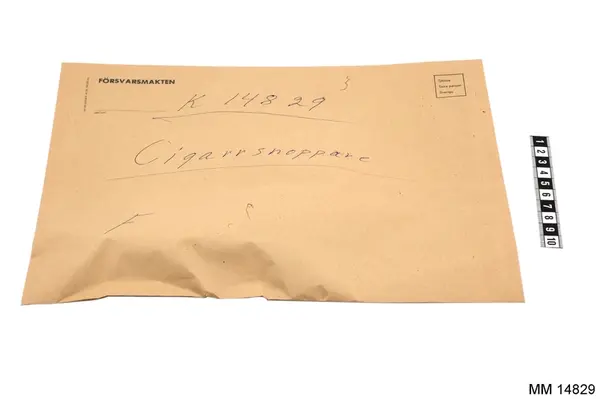 FÖRSVARSMAKTEN
K 14829
Cigarrsnoppare
1 2 3 4 5 6 7 8 9 10
MM 14829